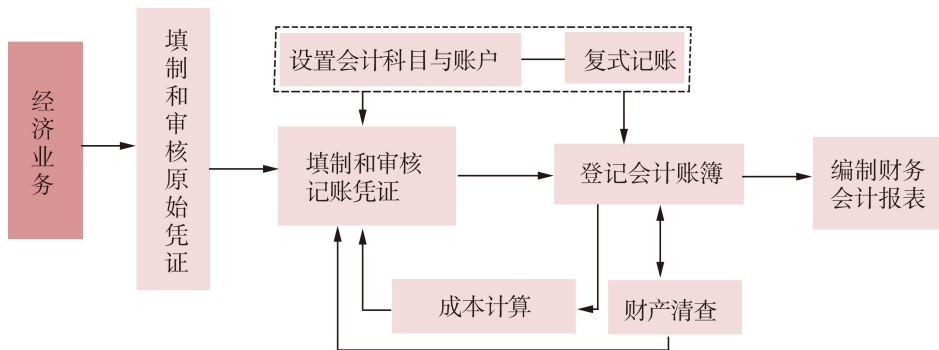 经济业务
填制和审核原始凭证
设置会计科目与账户
复式记账
填制和审核
记账凭证
登记会计账簿
编制财务
会计报表
成本计算
财产清查